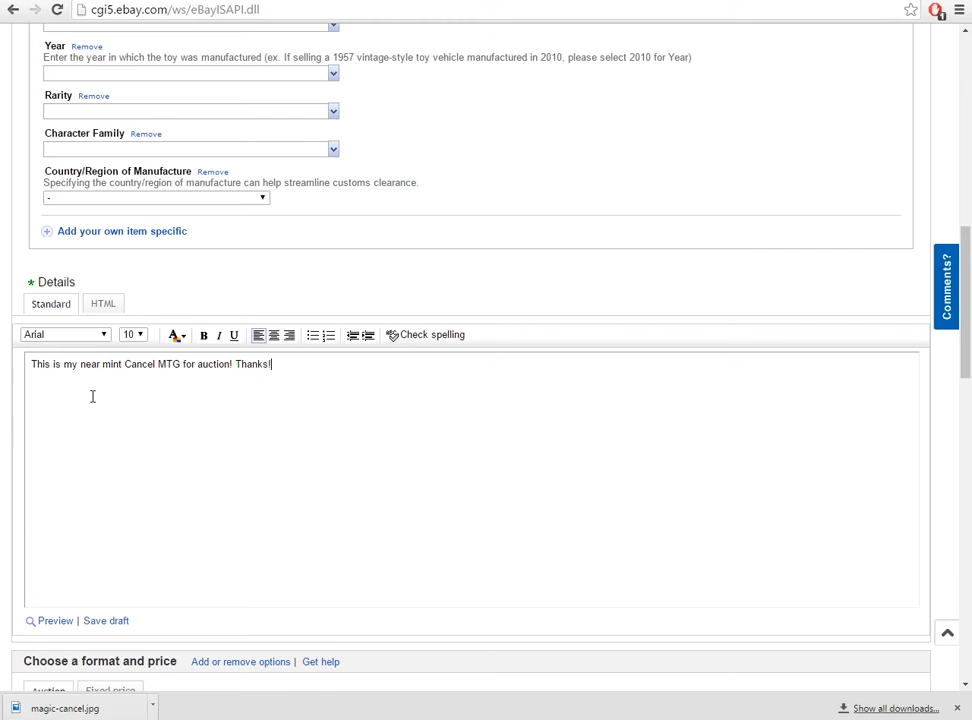 cgi5.ebay.com/ws/eBayISAPI.dll
1
Year Remove
Enter the year in which the toy was manufactured (ex. If selling a 1957 vintage-style toy vehicle manufactured in 2010, please select 2010 for Year)
Rarity Remove
Character Family Remove
Country/Region of Manufacture Remove
Specifying the country/region of manufacture can help streamline customs clearance.
-
Add your own item specific
Comments?
* Details
Standard HTML
Arial 10 A B I U Check spelling
This is my near mint Cancel MTG for auction! Thanks!
Preview | Save draft
Choose a format and price Add or remove options | Get help
Auction Fixed price
magic-cancel.jpg Show all downloads...